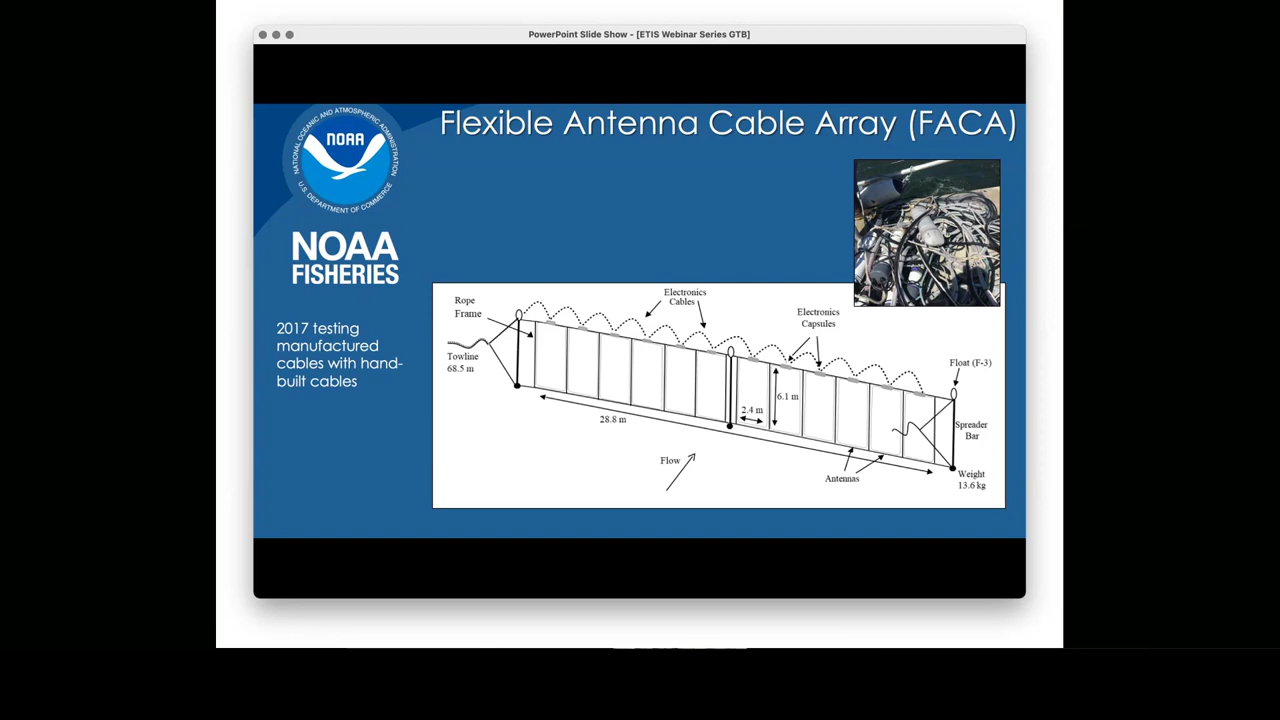 PowerPoint Slide Show - [ETIS Webinar Series GTB]
Flexible Antenna Cable Array (FACA)
NATIONAL OCEANIC AND ATMOSPHERIC ADMINISTRATION
NOAA
U.S. DEPARTMENT OF COMMERCE
NOAA
FISHERIES
2017 testing
manufactured
cables with hand-
built cables
Rope
Frame
Electronics
Cables
Electronics
Capsules
Towline
68.5 m
Float (F-3)
6.1 m
2.4 m
28.8 m
Spreader
Bar
Flow
Antennas
Weight
13.6 kg